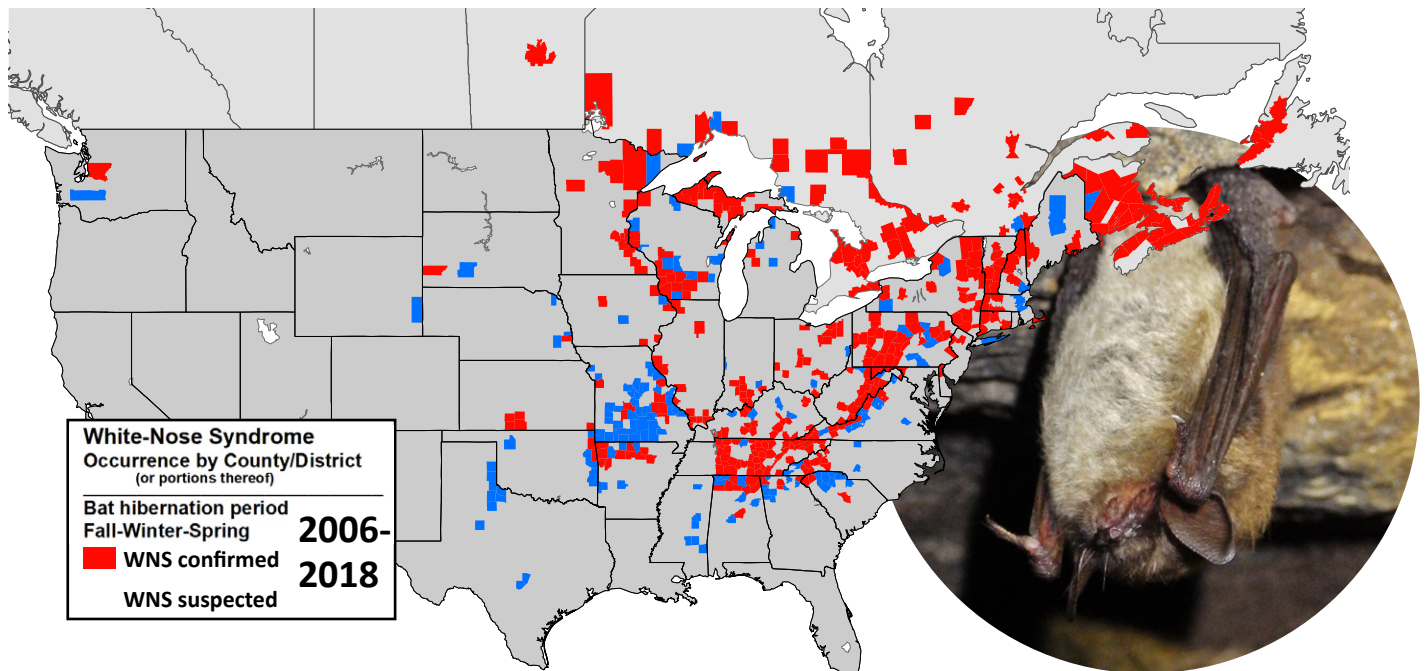 White-Nose Syndrome
Occurrence by County/District
(or portions thereof)
Bat hibernation period
Fall-Winter-Spring
2006-
2018
WNS confirmed
WNS suspected